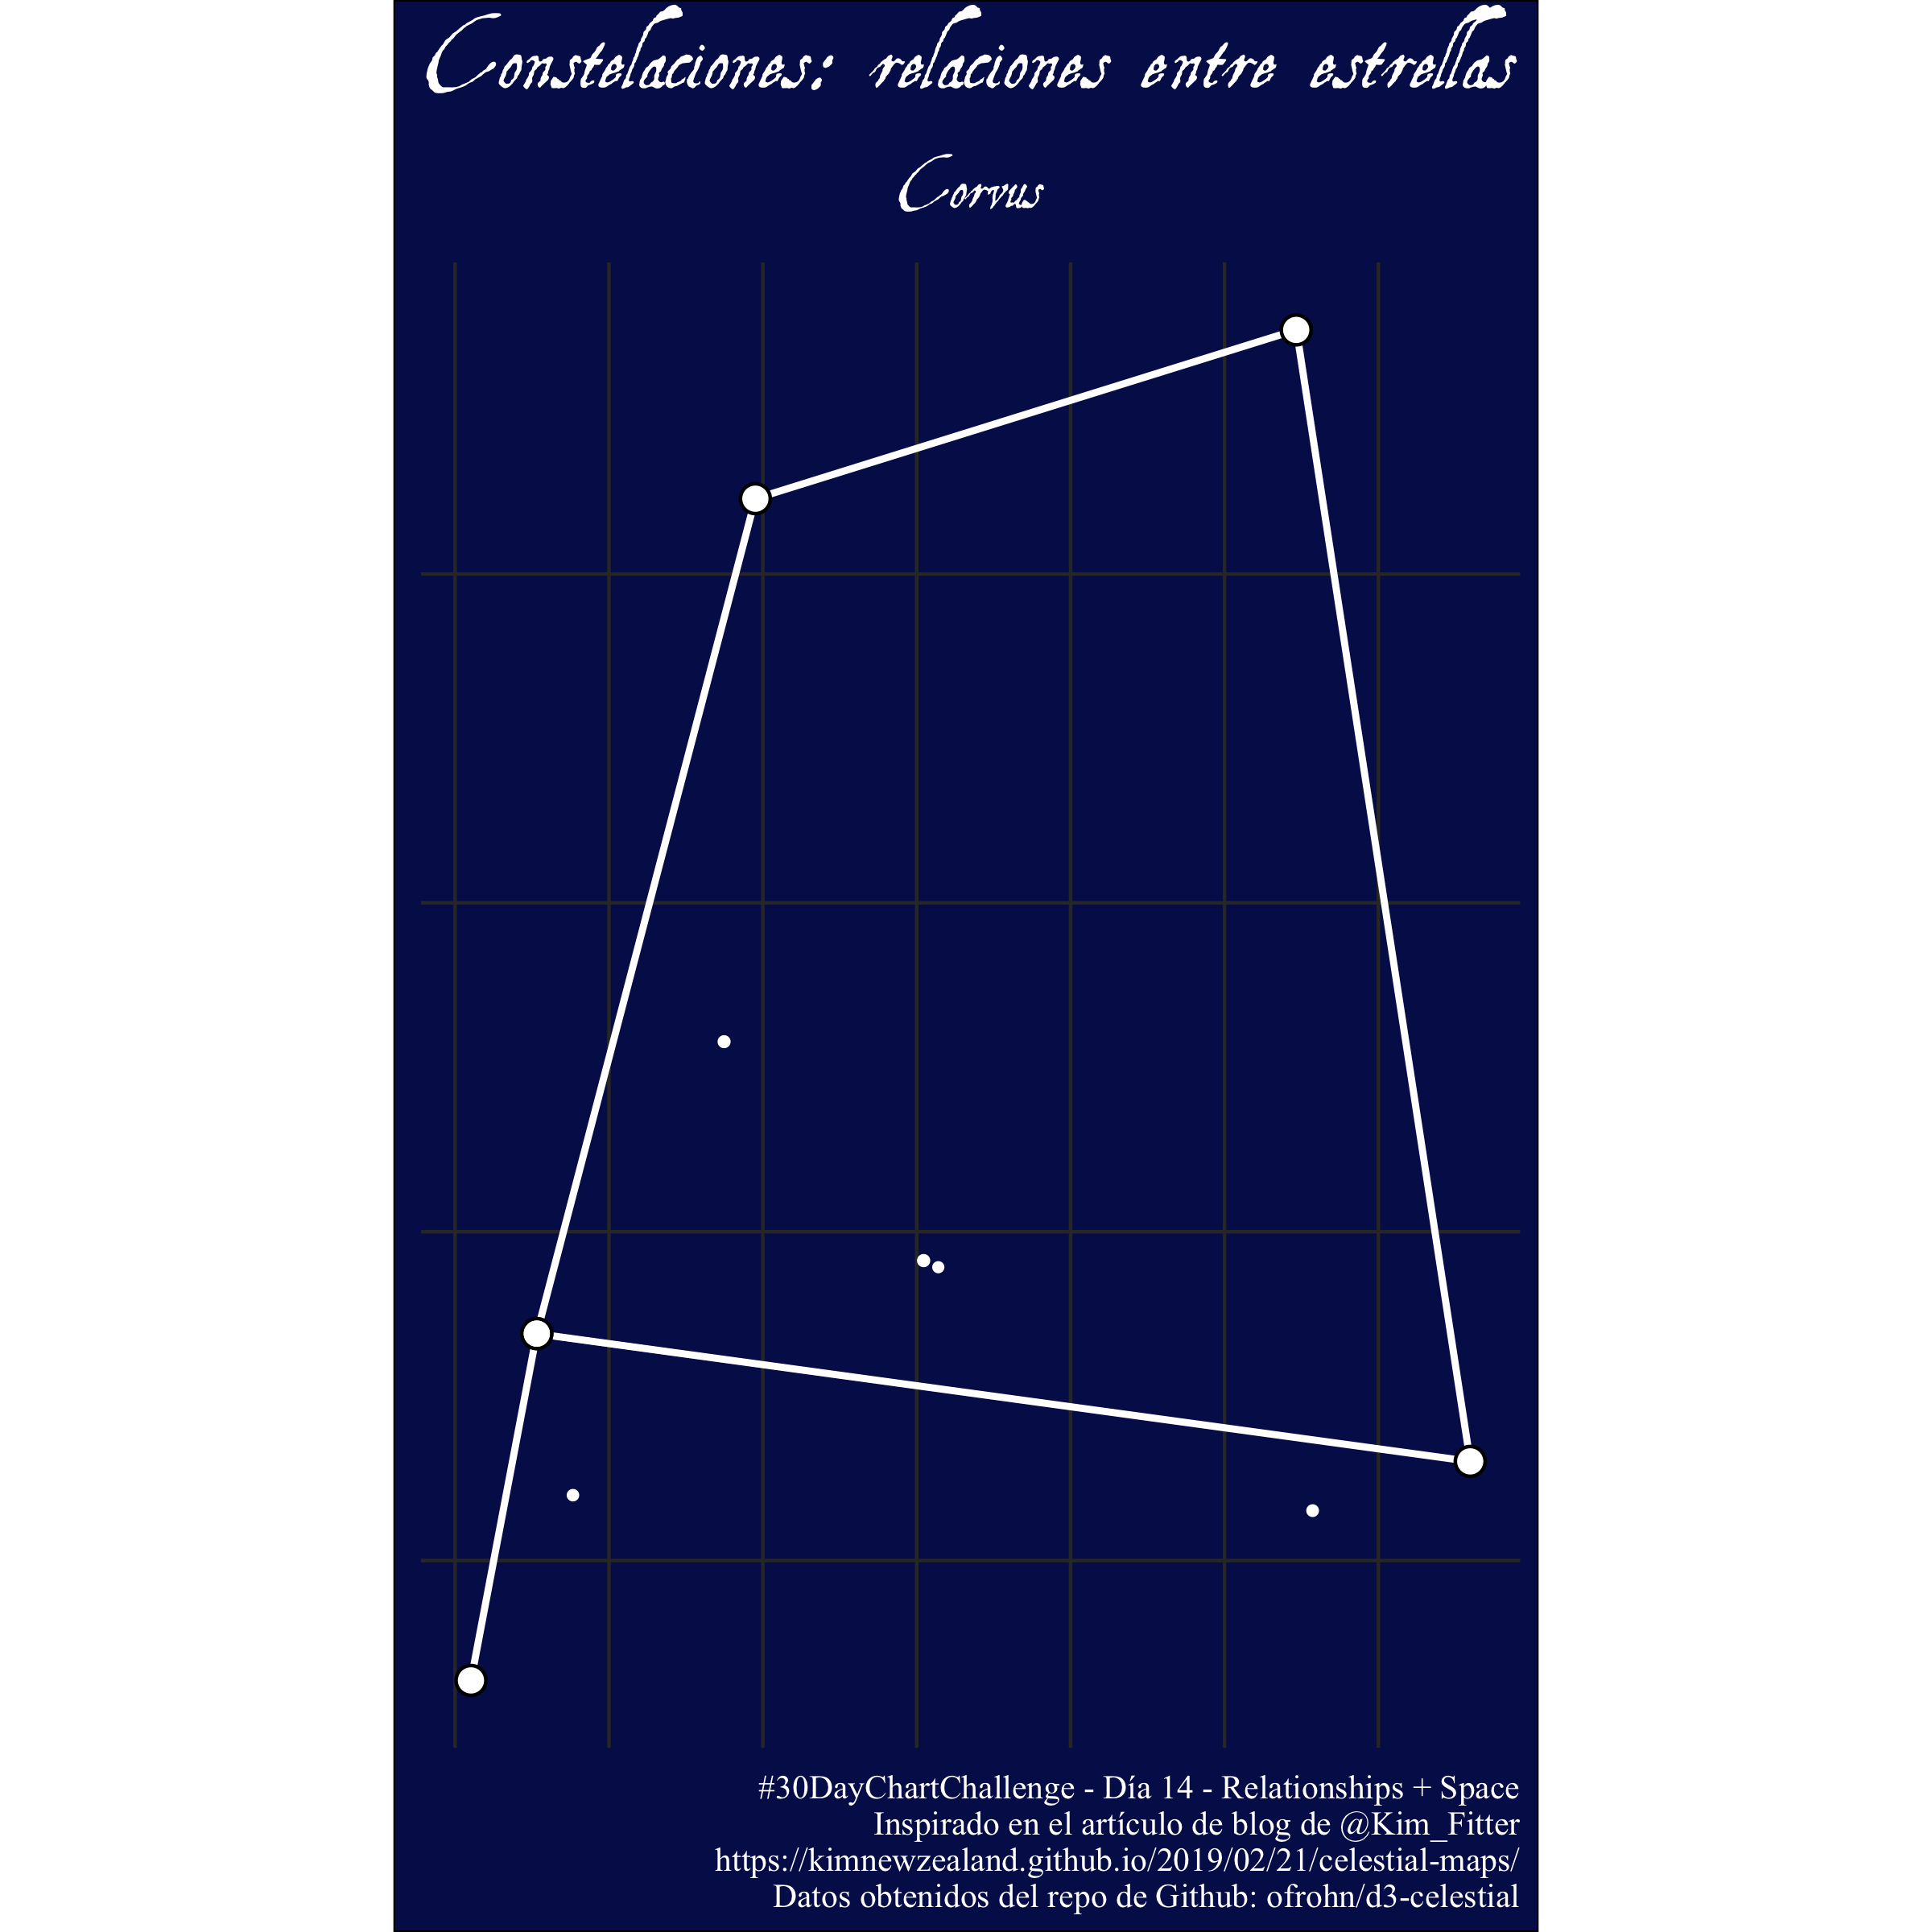 Constelaciones: relaciones entre estrellas
Corvus
#30DayChartChallenge - Día 14 - Relationships + Space
Inspirado en el artículo de blog de @Kim_Fitter
https://kimnewzealand.github.io/2019/02/21/celestial-maps/
Datos obtenidos del repo de Github: ofrohn/d3-celestial